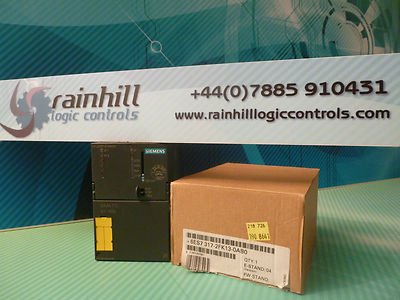 rainhill
logic controls
+44(0)7885 910431
www.rainhilllogiccontrols.com
SIEMENS
6ES7 317-2FK13-0AB0
QTY:1
E-STAND:04
FW-STAND: